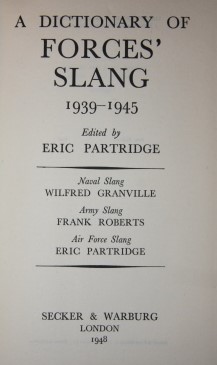 A DICTIONARY OF
FORCES'
SLANG
1939–1945
Edited by
ERIC PARTRIDGE
Naval Slang
WILFRED GRANVILLE
Army Slang
FRANK ROBERTS
Air Force Slang
ERIC PARTRIDGE
SECKER & WARBURG
LONDON
1948